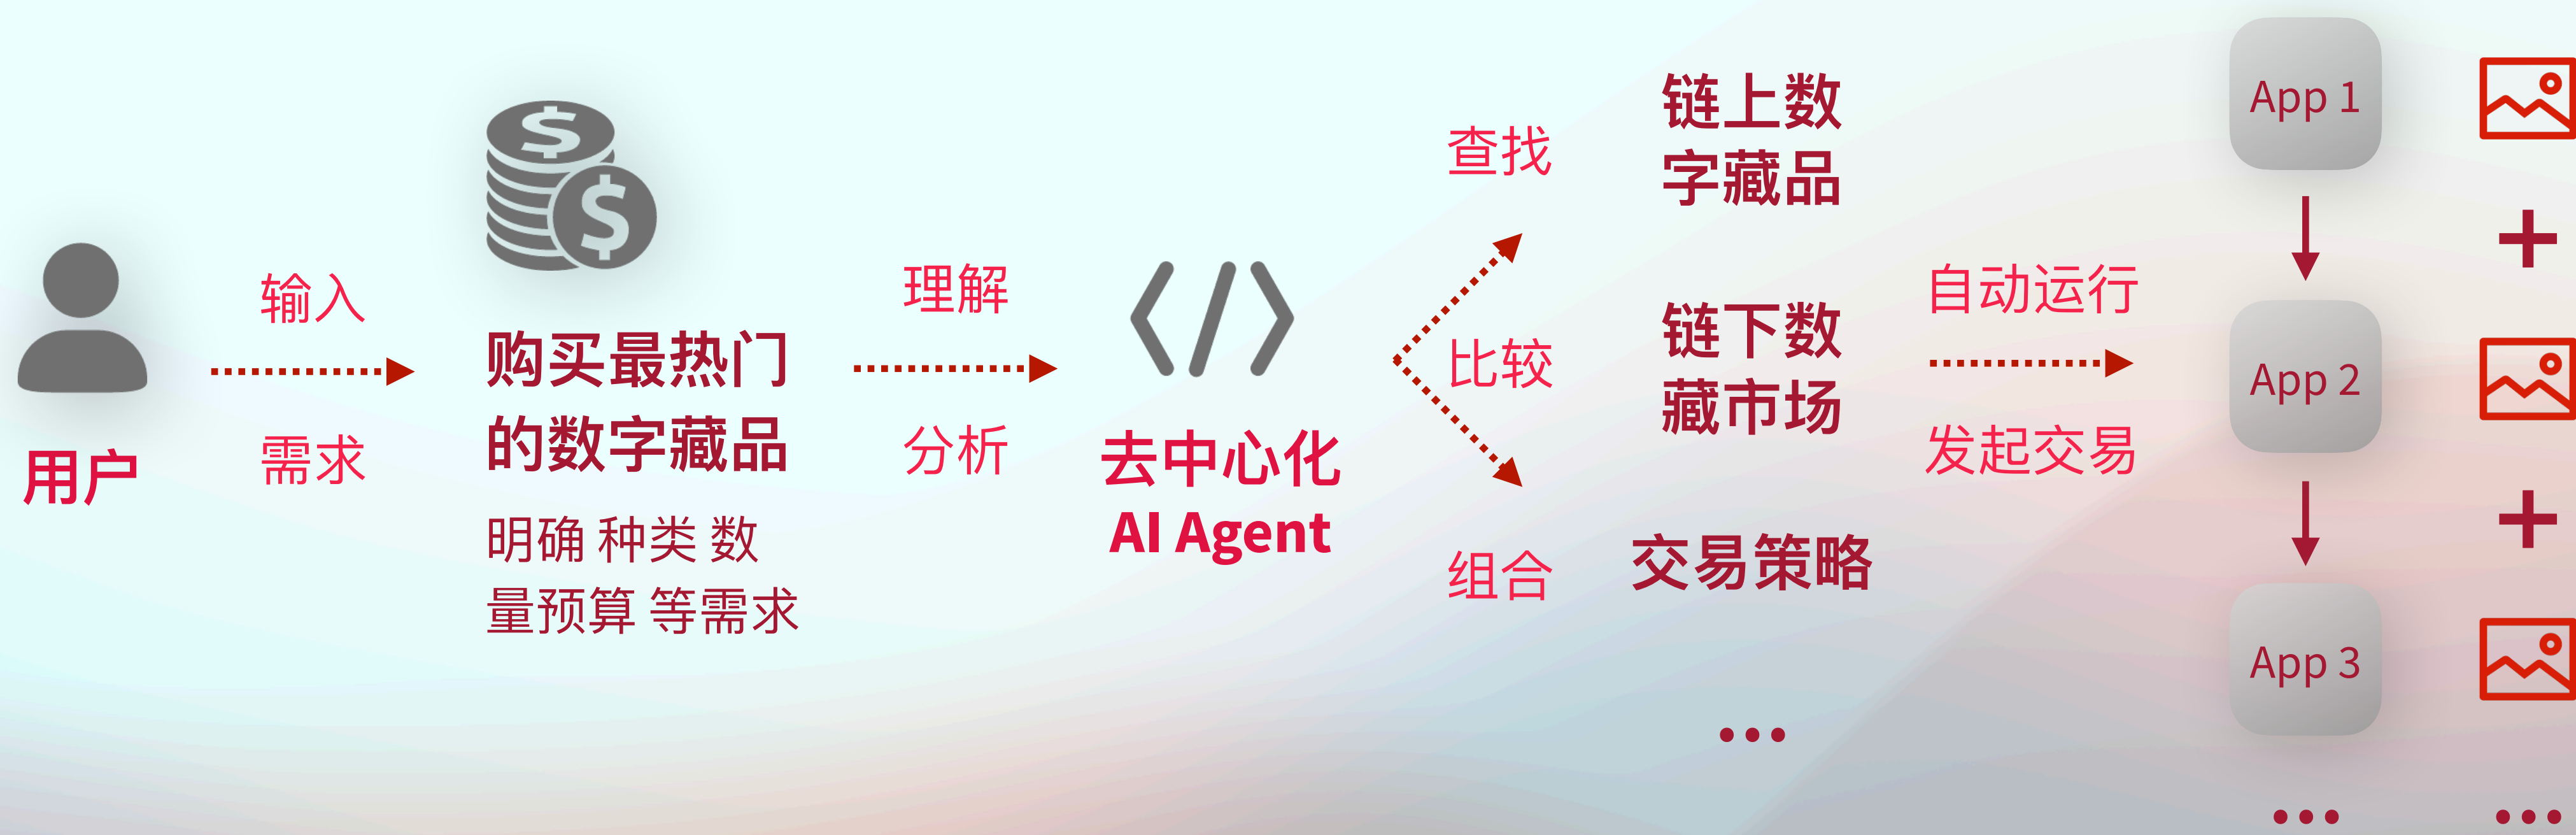 用户
输入
需求
购买最热门
的数字藏品
明确 种类 数
量预算 等需求
理解
分析
去中心化
AI Agent
查找
比较
组合
链上数
字藏品
链下数
藏市场
交易策略
...
自动运行
发起交易
App 1
+
App 2
+
App 3
...
...